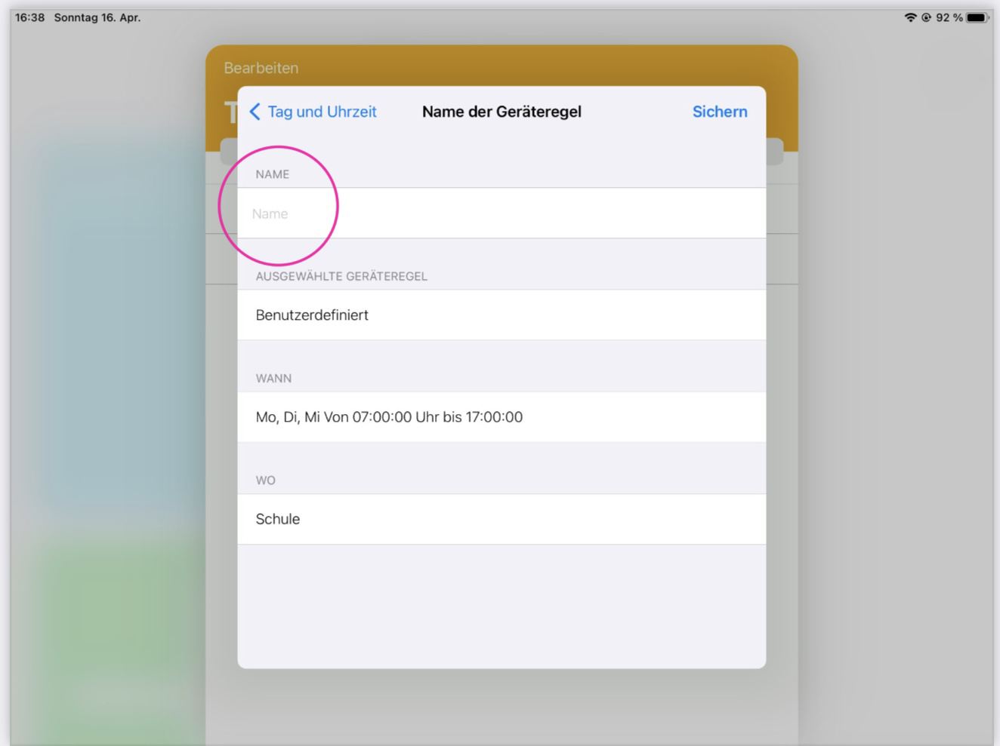 16:38 Sonntag 16. Apr.
92 %
Bearbeiten
T
Tag und Uhrzeit
Name der Geräteregel
Sichern
NAME
Name
AUSGEWÄHLTE GERÄTEREGEL
Benutzerdefiniert
WANN
Mo, Di, Mi Von 07:00:00 Uhr bis 17:00:00
WO
Schule